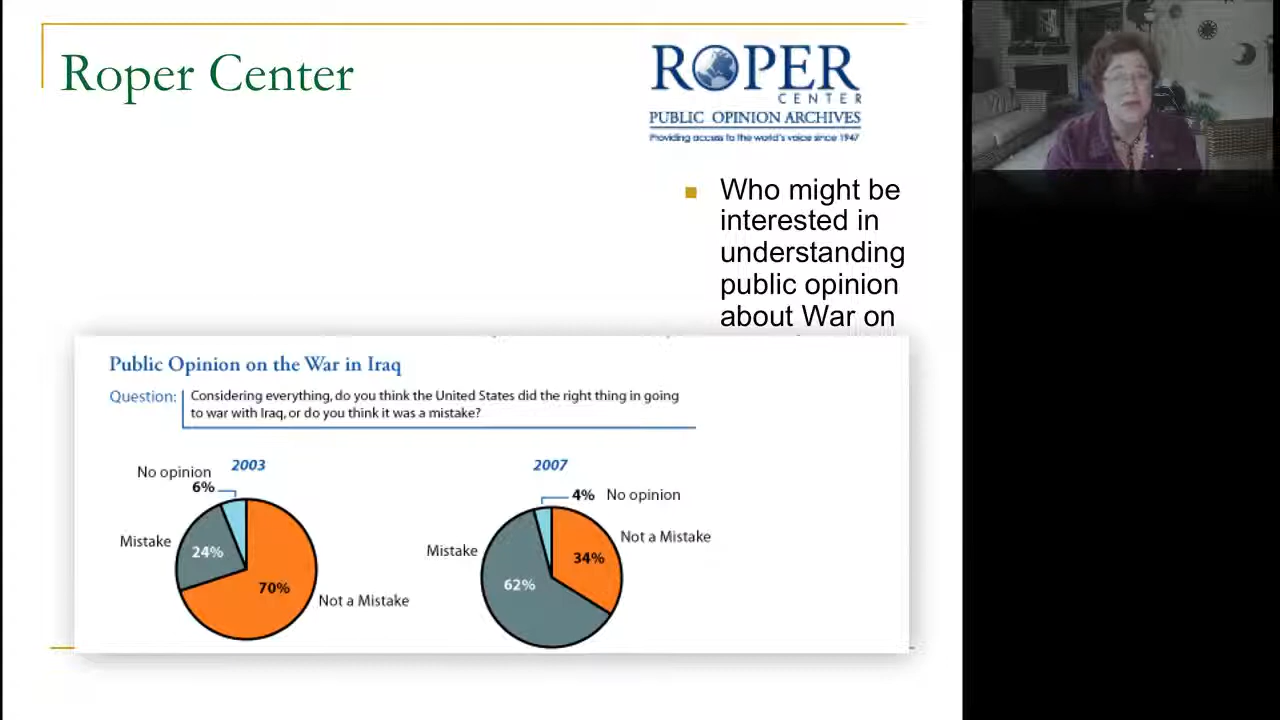 Roper Center
ROPER
CENTER
PUBLIC OPINION ARCHIVES
Providing access to the world's voice since 1947
Who might be
interested in
understanding
public opinion
about War on
Public Opinion on the War in Iraq
Question: Considering everything, do you think the United States did the right thing in going
to war with Iraq, or do you think it was a mistake?
2003
No opinion
6%
Mistake
24%
70%
Not a Mistake
2007
4% No opinion
Not a Mistake
Mistake
34%
62%